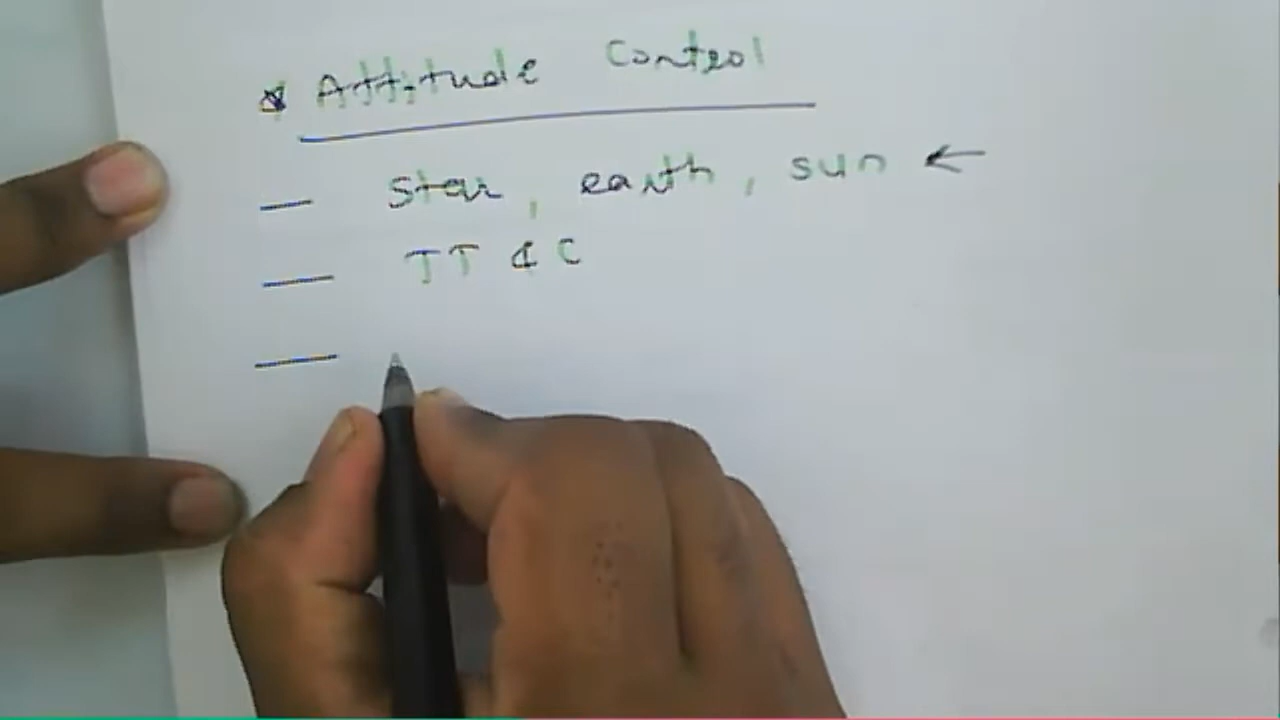 * Attitude Control
— Star, earth, sun ←
— TT & C
—